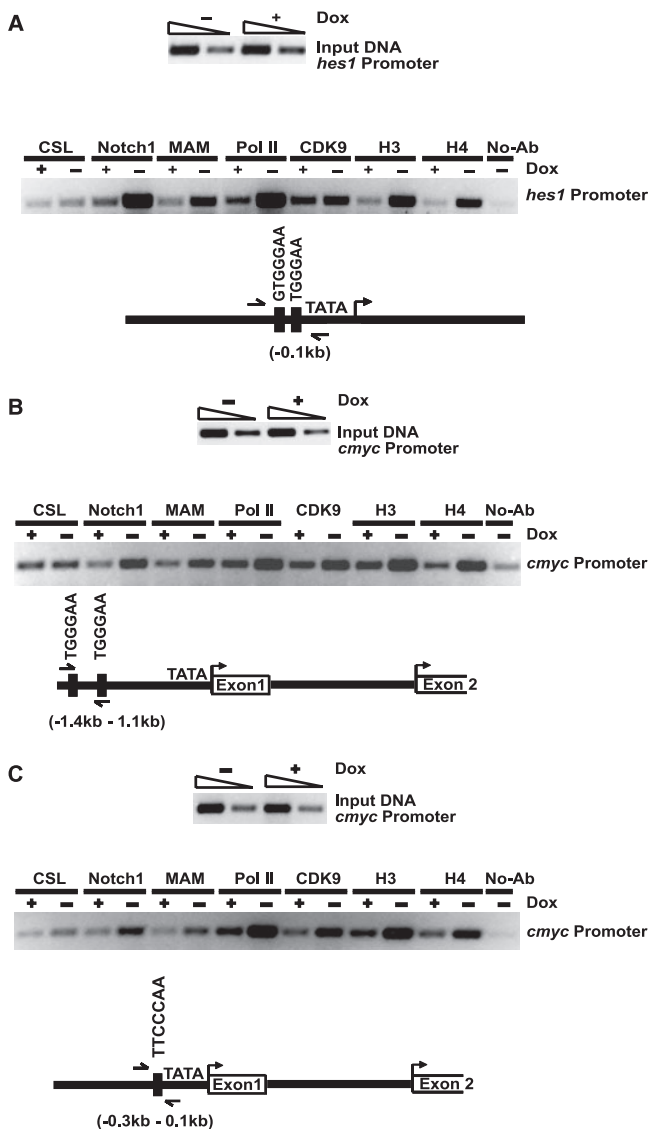 A
− + Dox
Input DNA
hes1 Promoter
CSL Notch1 MAM Pol II CDK9 H3 H4 No-Ab
+ − + − + − + − + − + − + − − Dox
hes1 Promoter
GTGGGAA
TGGGAA
TATA
(-0.1kb)
B
− + Dox
Input DNA
cmyc Promoter
CSL Notch1 MAM Pol II CDK9 H3 H4 No-Ab
+ − + − + − + − + − + − + − − Dox
cmyc Promoter
TGGGAA
TGGGAA
TATA
Exon1
Exon 2
(-1.4kb - 1.1kb)
C
− + Dox
Input DNA
cmyc Promoter
CSL Notch1 MAM Pol II CDK9 H3 H4 No-Ab
+ − + − + − + − + − + − + − − Dox
cmyc Promoter
TTCCCAA
TATA
Exon1
Exon 2
(-0.3kb - 0.1kb)